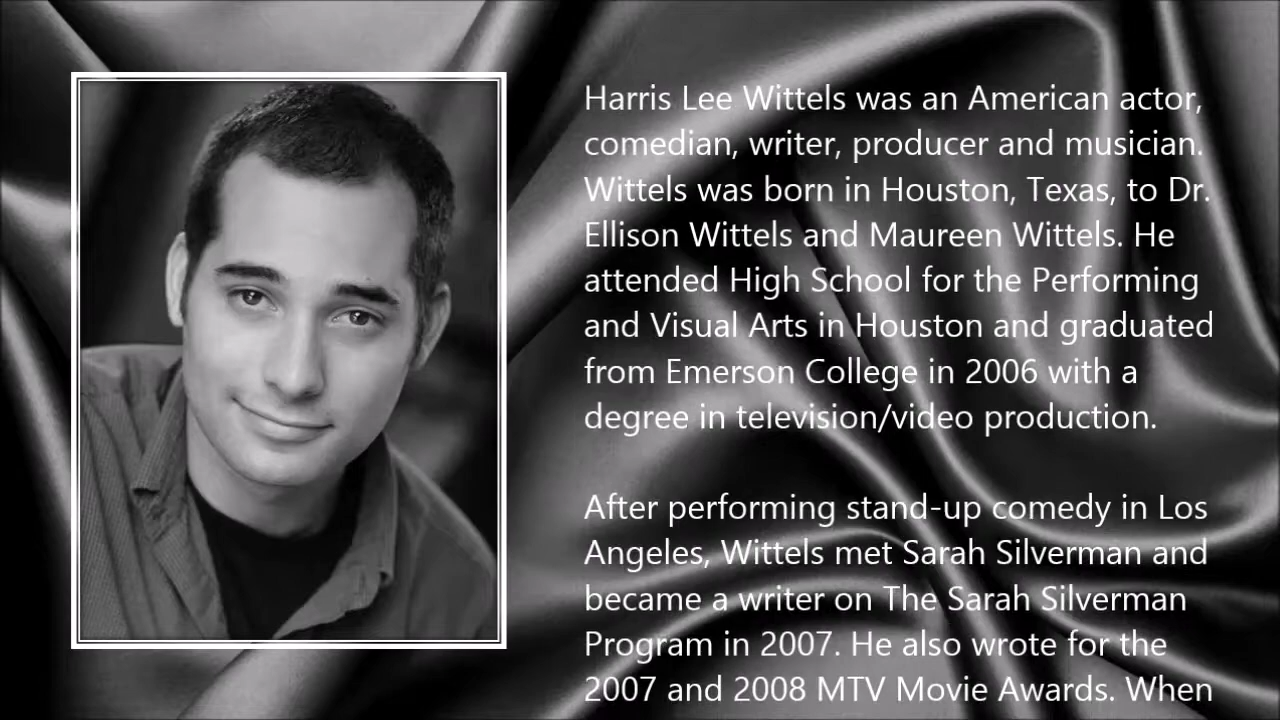 Harris Lee Wittels was an American actor,
comedian, writer, producer and musician.
Wittels was born in Houston, Texas, to Dr.
Ellison Wittels and Maureen Wittels. He
attended High School for the Performing
and Visual Arts in Houston and graduated
from Emerson College in 2006 with a
degree in television/video production.
After performing stand-up comedy in Los
Angeles, Wittels met Sarah Silverman and
became a writer on The Sarah Silverman
Program in 2007. He also wrote for the
2007 and 2008 MTV Movie Awards. When